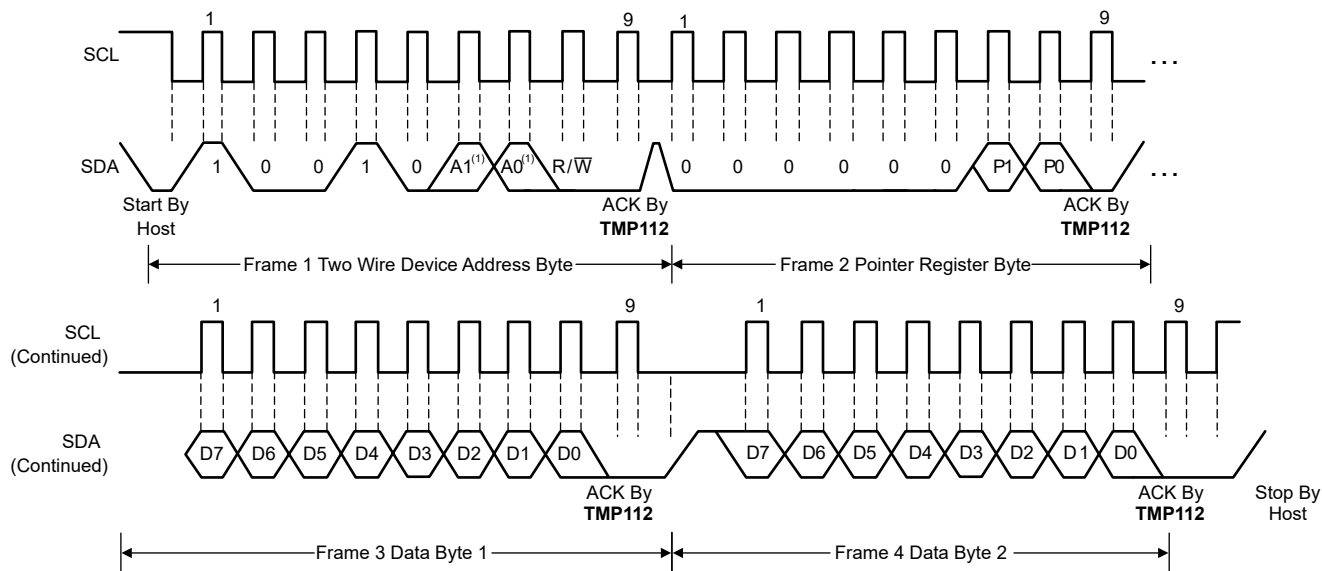 1 9 1 9
SCL ...
SDA 1 0 0 1 0 A1(1) A0(1) R/W̅ 0 0 0 0 0 0 P1 P0 ...
Start By Host
ACK By TMP112
ACK By TMP112
Frame 1 Two Wire Device Address Byte
Frame 2 Pointer Register Byte
1 9 1 9
SCL (Continued)
SDA (Continued)
D7 D6 D5 D4 D3 D2 D1 D0 D7 D6 D5 D4 D3 D2 D1 D0
ACK By TMP112
ACK By TMP112
Stop By Host
Frame 3 Data Byte 1
Frame 4 Data Byte 2